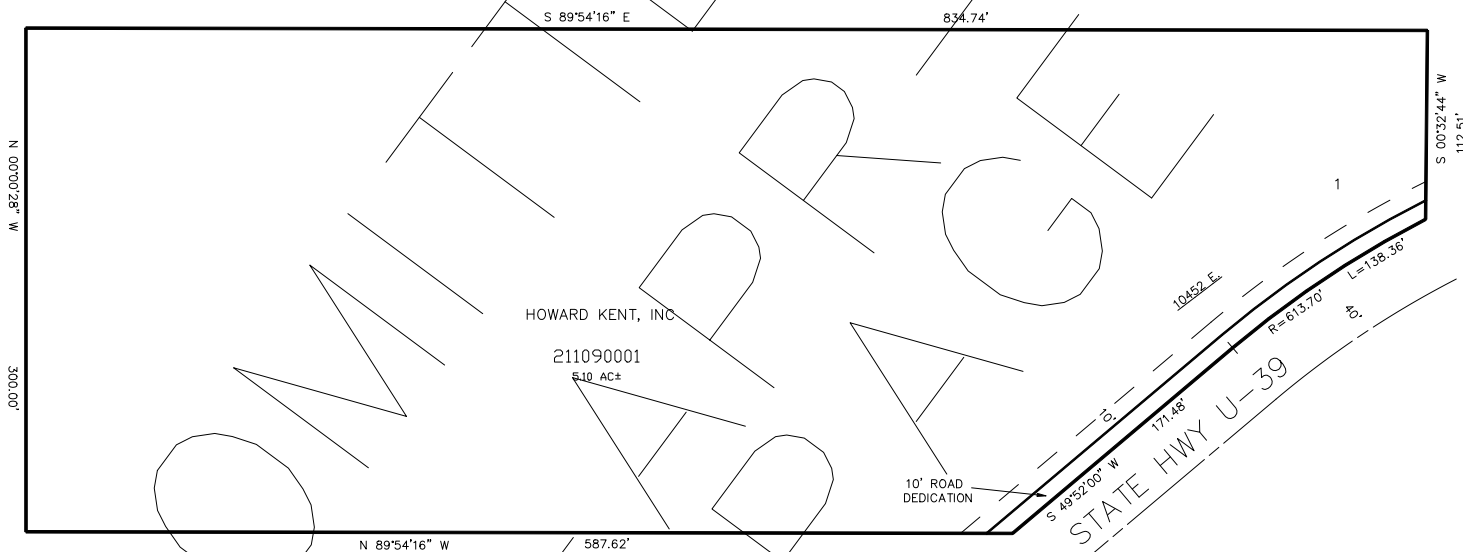 S 89°54'16" E 834.74'
N 00°00'28" W
300.00'
S 00°32'44" W
112.51'
1
HOWARD KENT, INC
211090001
5.10 AC±
10452 E.
L=138.36'
R=613.70'
40'
10'
171.48'
STATE HWY U-39
S 49°52'00" W
10' ROAD
DEDICATION
N 89°54'16" W 587.62'